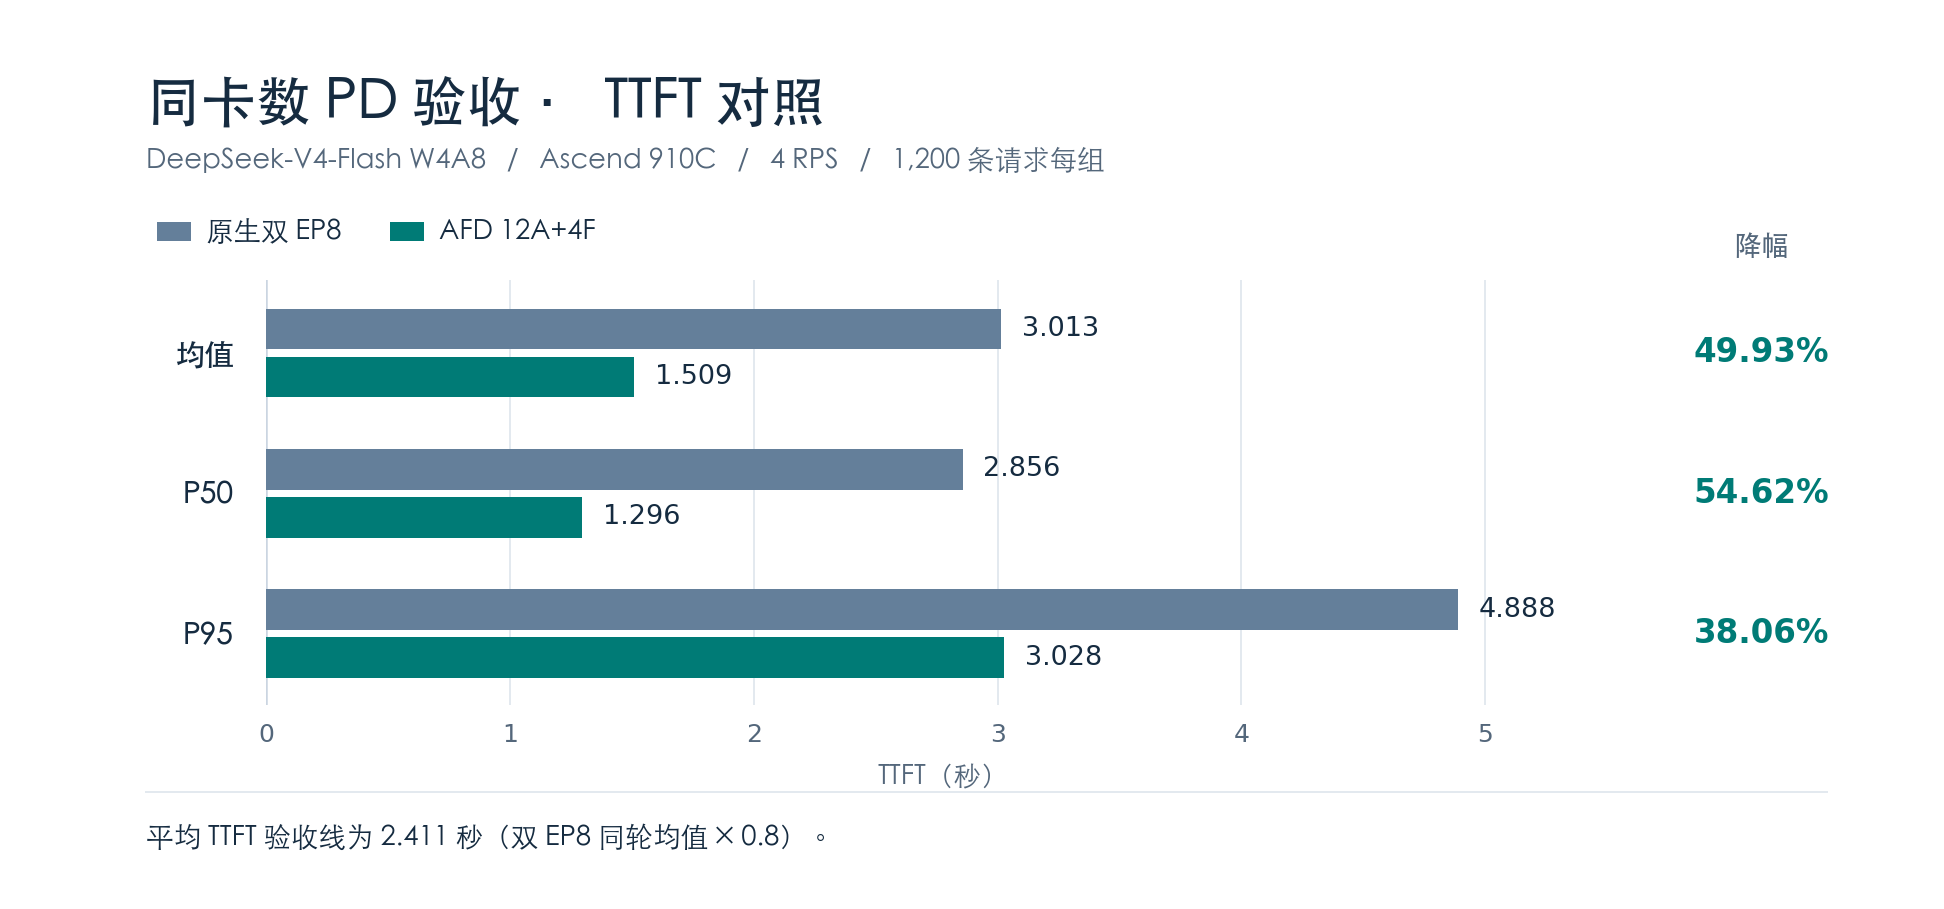 同卡数 PD 验收 · TTFT 对照
DeepSeek-V4-Flash W4A8 / Ascend 910C / 4 RPS / 1,200 条请求每组
原生双 EP8 AFD 12A+4F
降幅
均值 3.013 49.93%
1.509
P50 2.856 54.62%
1.296
P95 4.888 38.06%
3.028
0 1 2 3 4 5
TTFT（秒）
平均 TTFT 验收线为 2.411 秒（双 EP8 同轮均值 × 0.8）。